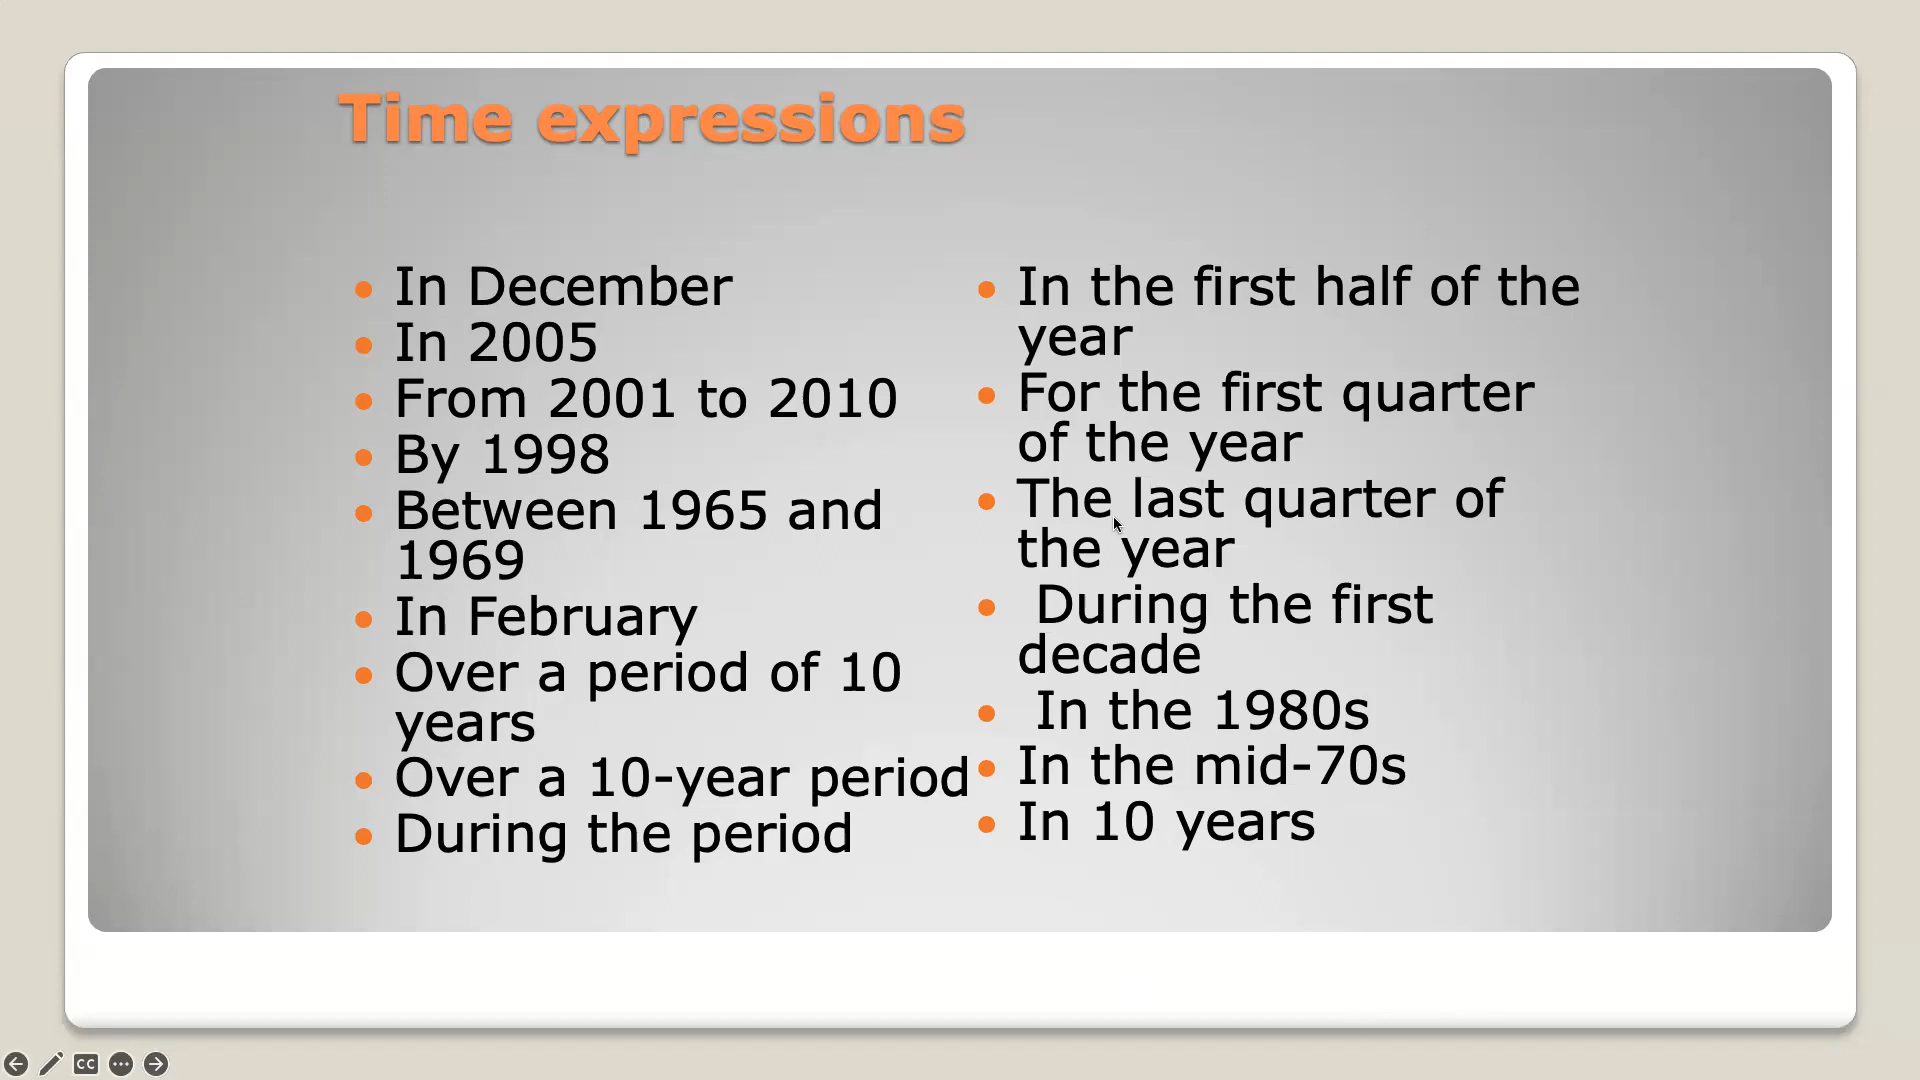 Time expressions
In December
In 2005
From 2001 to 2010
By 1998
Between 1965 and
1969
In February
Over a period of 10
years
Over a 10-year period
During the period
In the first half of the
year
For the first quarter
of the year
The last quarter of
the year
During the first
decade
In the 1980s
In the mid-70s
In 10 years
CC